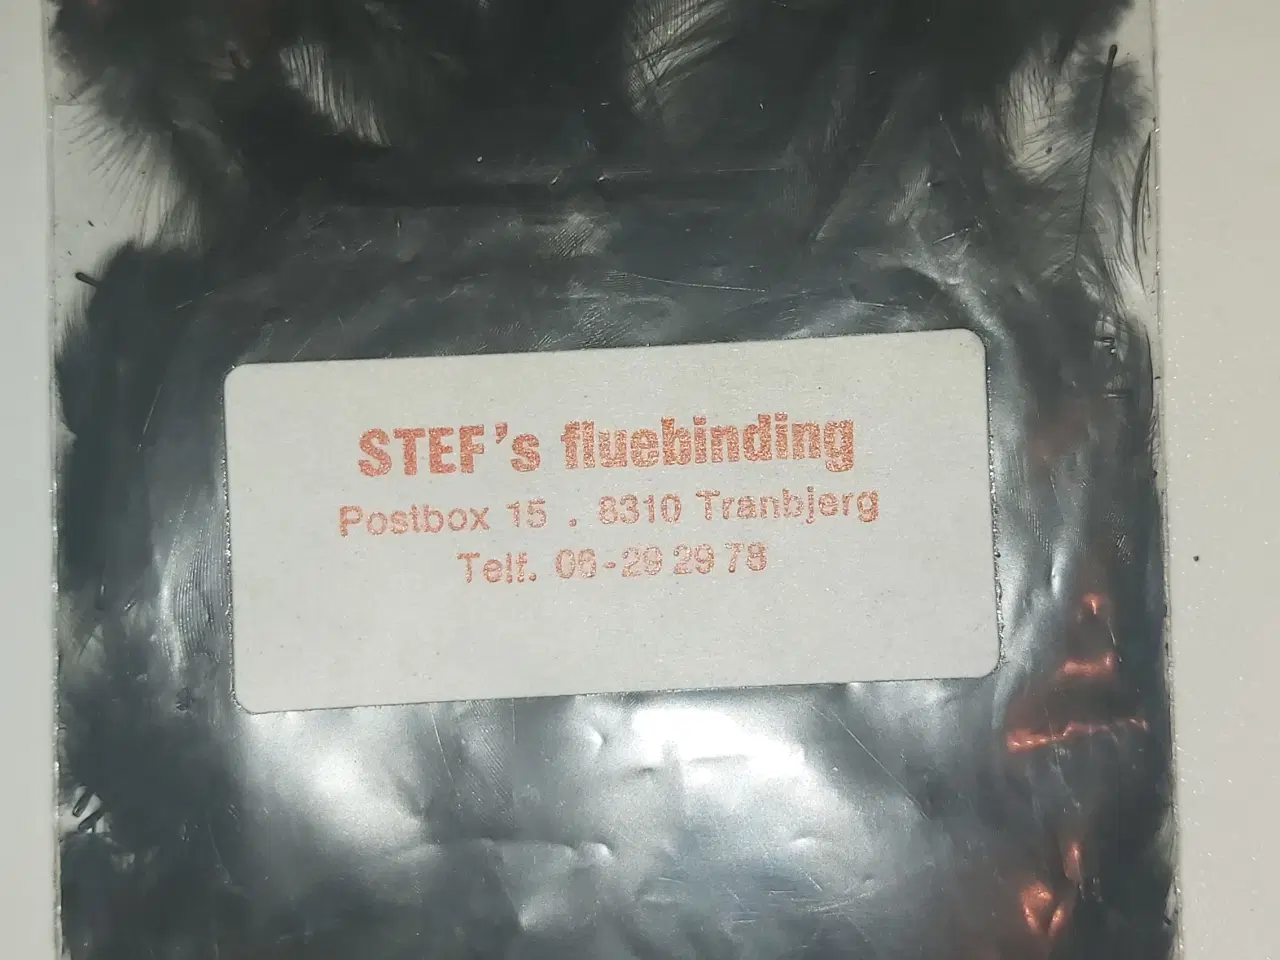 STEF's fluebinding
Postbox 15 . 8310 Tranbjerg
Telf. 06-29 29 78